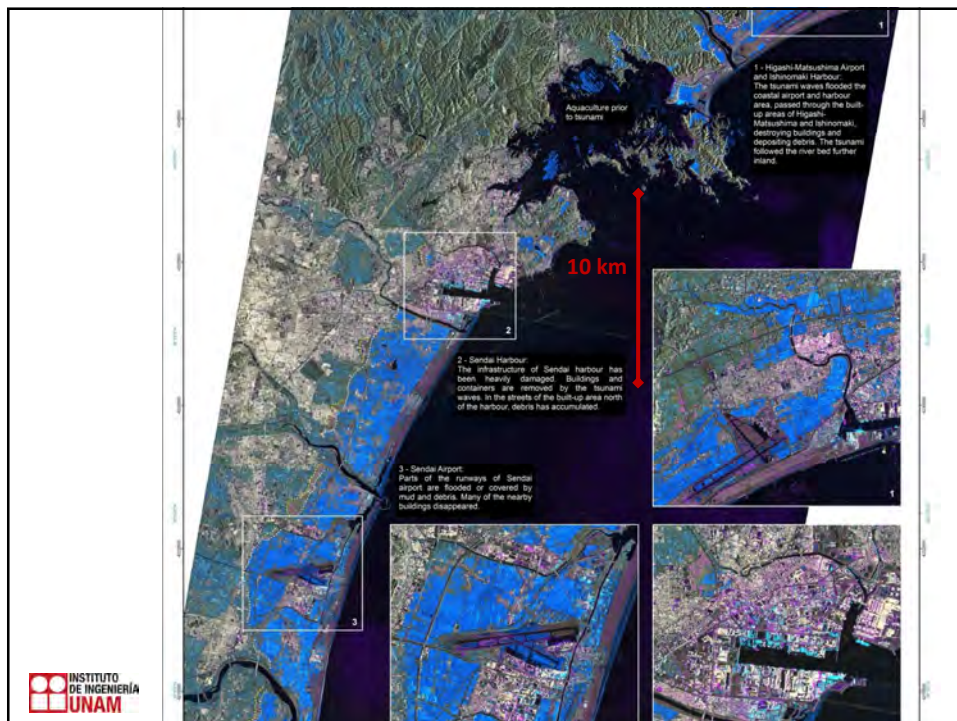 1
1 - Higashi-Matsushima Airport
and Ishinomaki Harbour:
The tsunami waves flooded the
coastal airport and harbour
area, passed through the built-
up areas of Higashi-
Matsushima and Ishinomaki,
destroying buildings and
depositing debris. The tsunami
followed the river bed further
inland.
Aquaculture prior
to tsunami
10 km
2
2 - Sendai Harbour:
The infrastructure of Sendai harbour has
been heavily damaged. Buildings and
containers are removed by the tsunami
waves. In the streets of the built-up area north
of the harbour, debris has accumulated.
3 - Sendai Airport:
Parts of the runways of Sendai
airport are flooded or covered by
mud and debris. Many of the nearby
buildings disappeared.
1
3
INSTITUTO
DE INGENIERÍA
UNAM